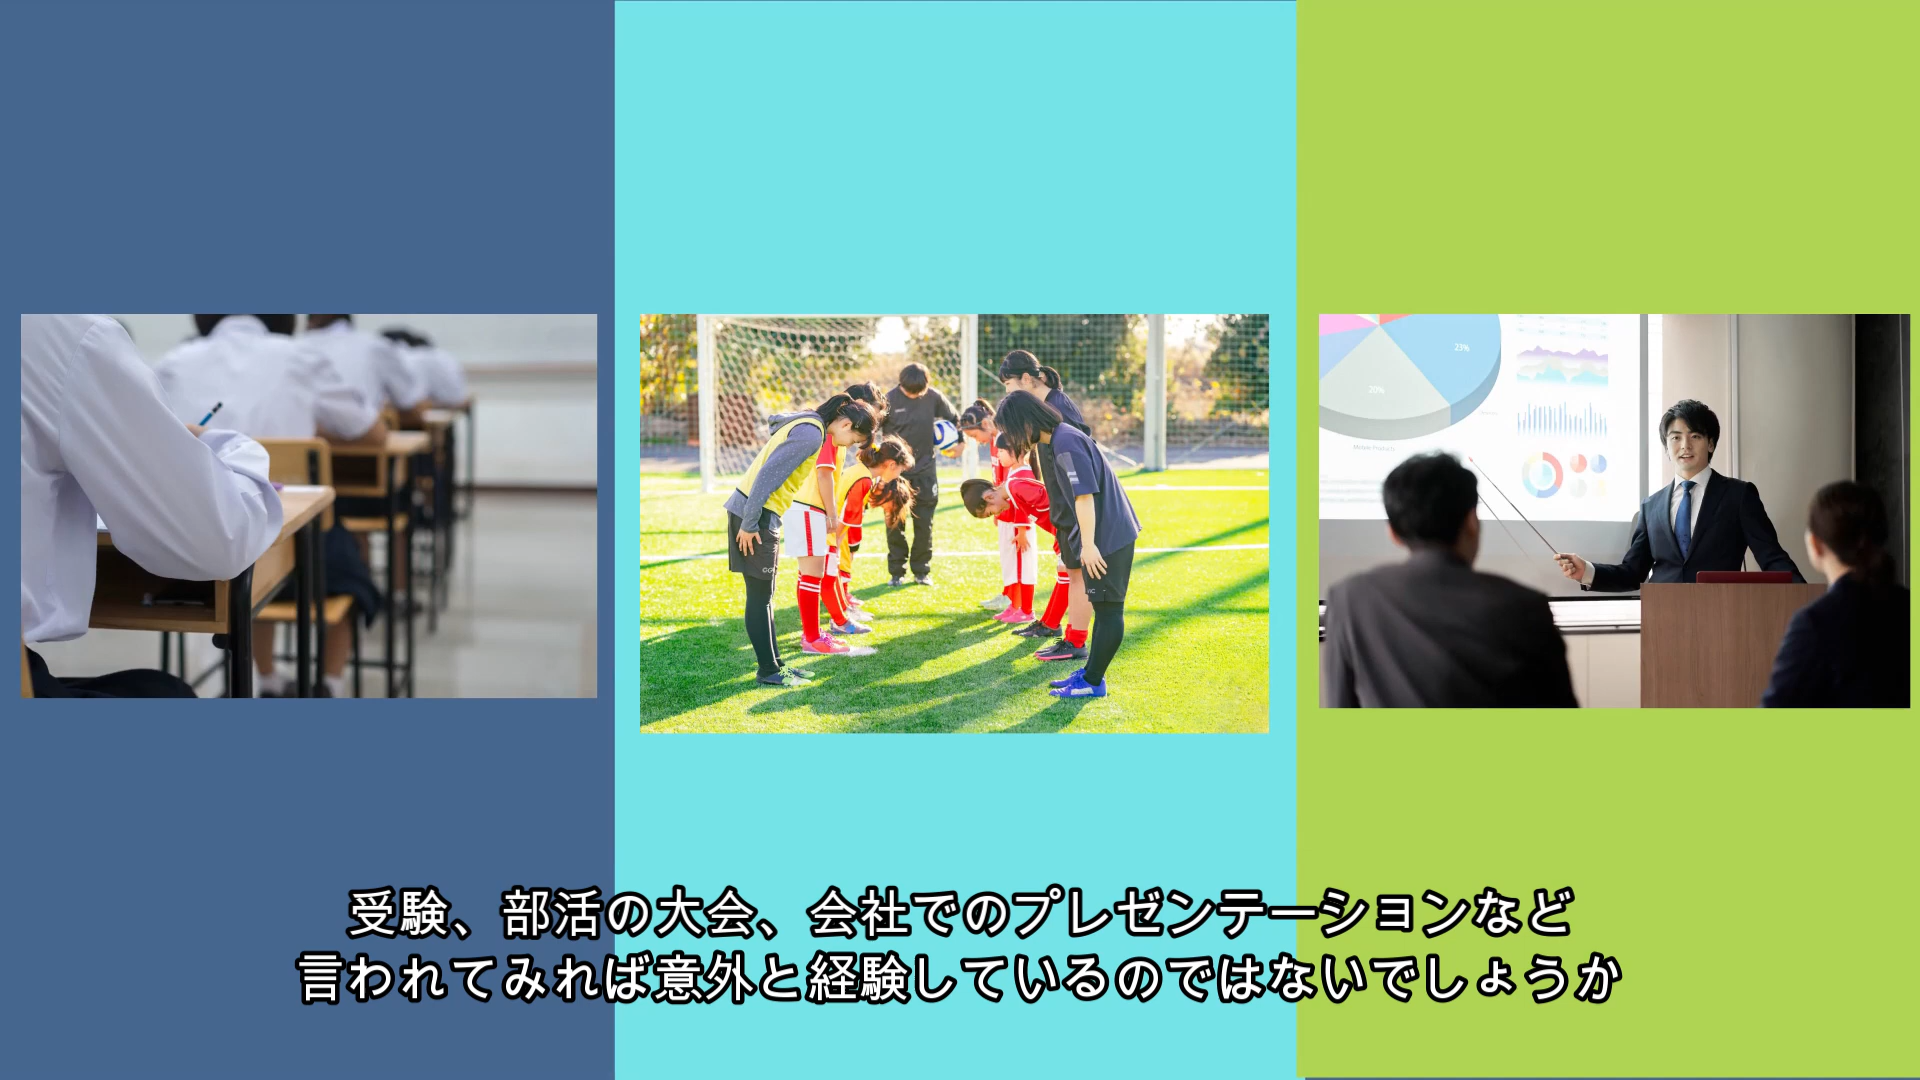 23%
20%
受験、部活の大会、会社でのプレゼンテーションなど
言われてみれば意外と経験しているのではないでしょうか